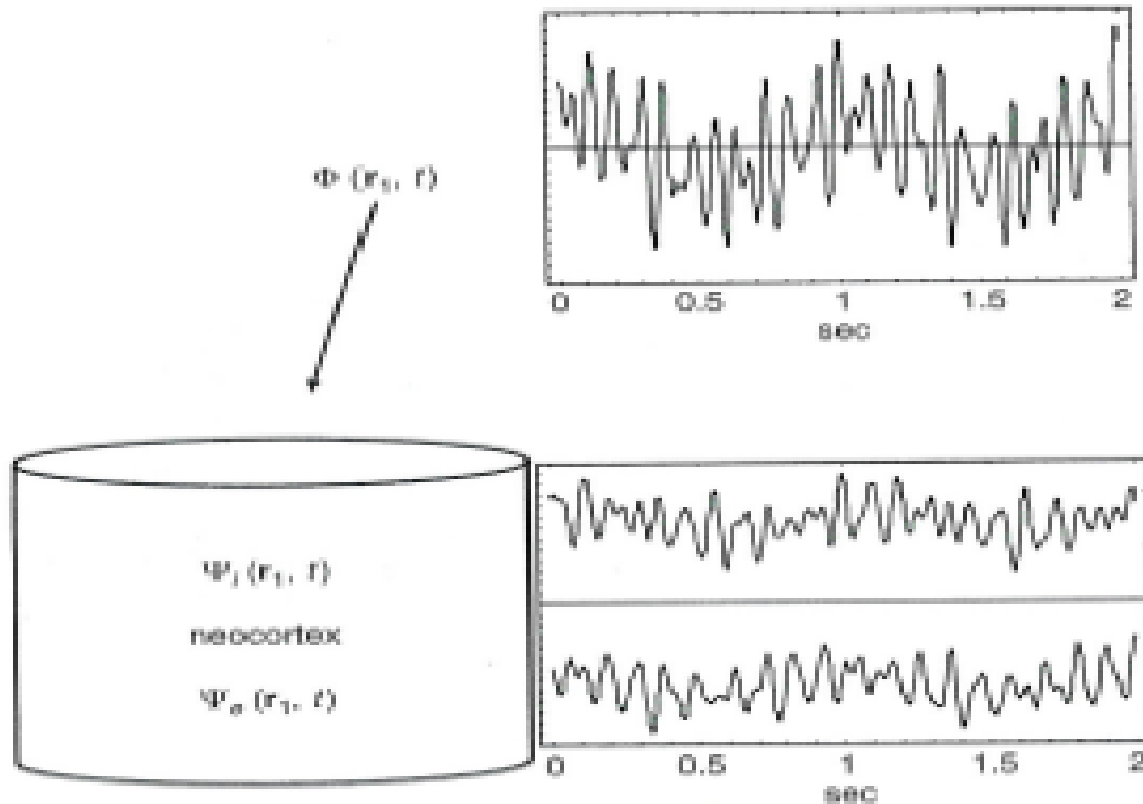 Φ (r₁, t)
0 0.5 1 1.5 2
sec
Ψᵢ (r₁, t)
neocortex
Ψₑ (r₁, t)
0 0.5 1 1.5 2
sec